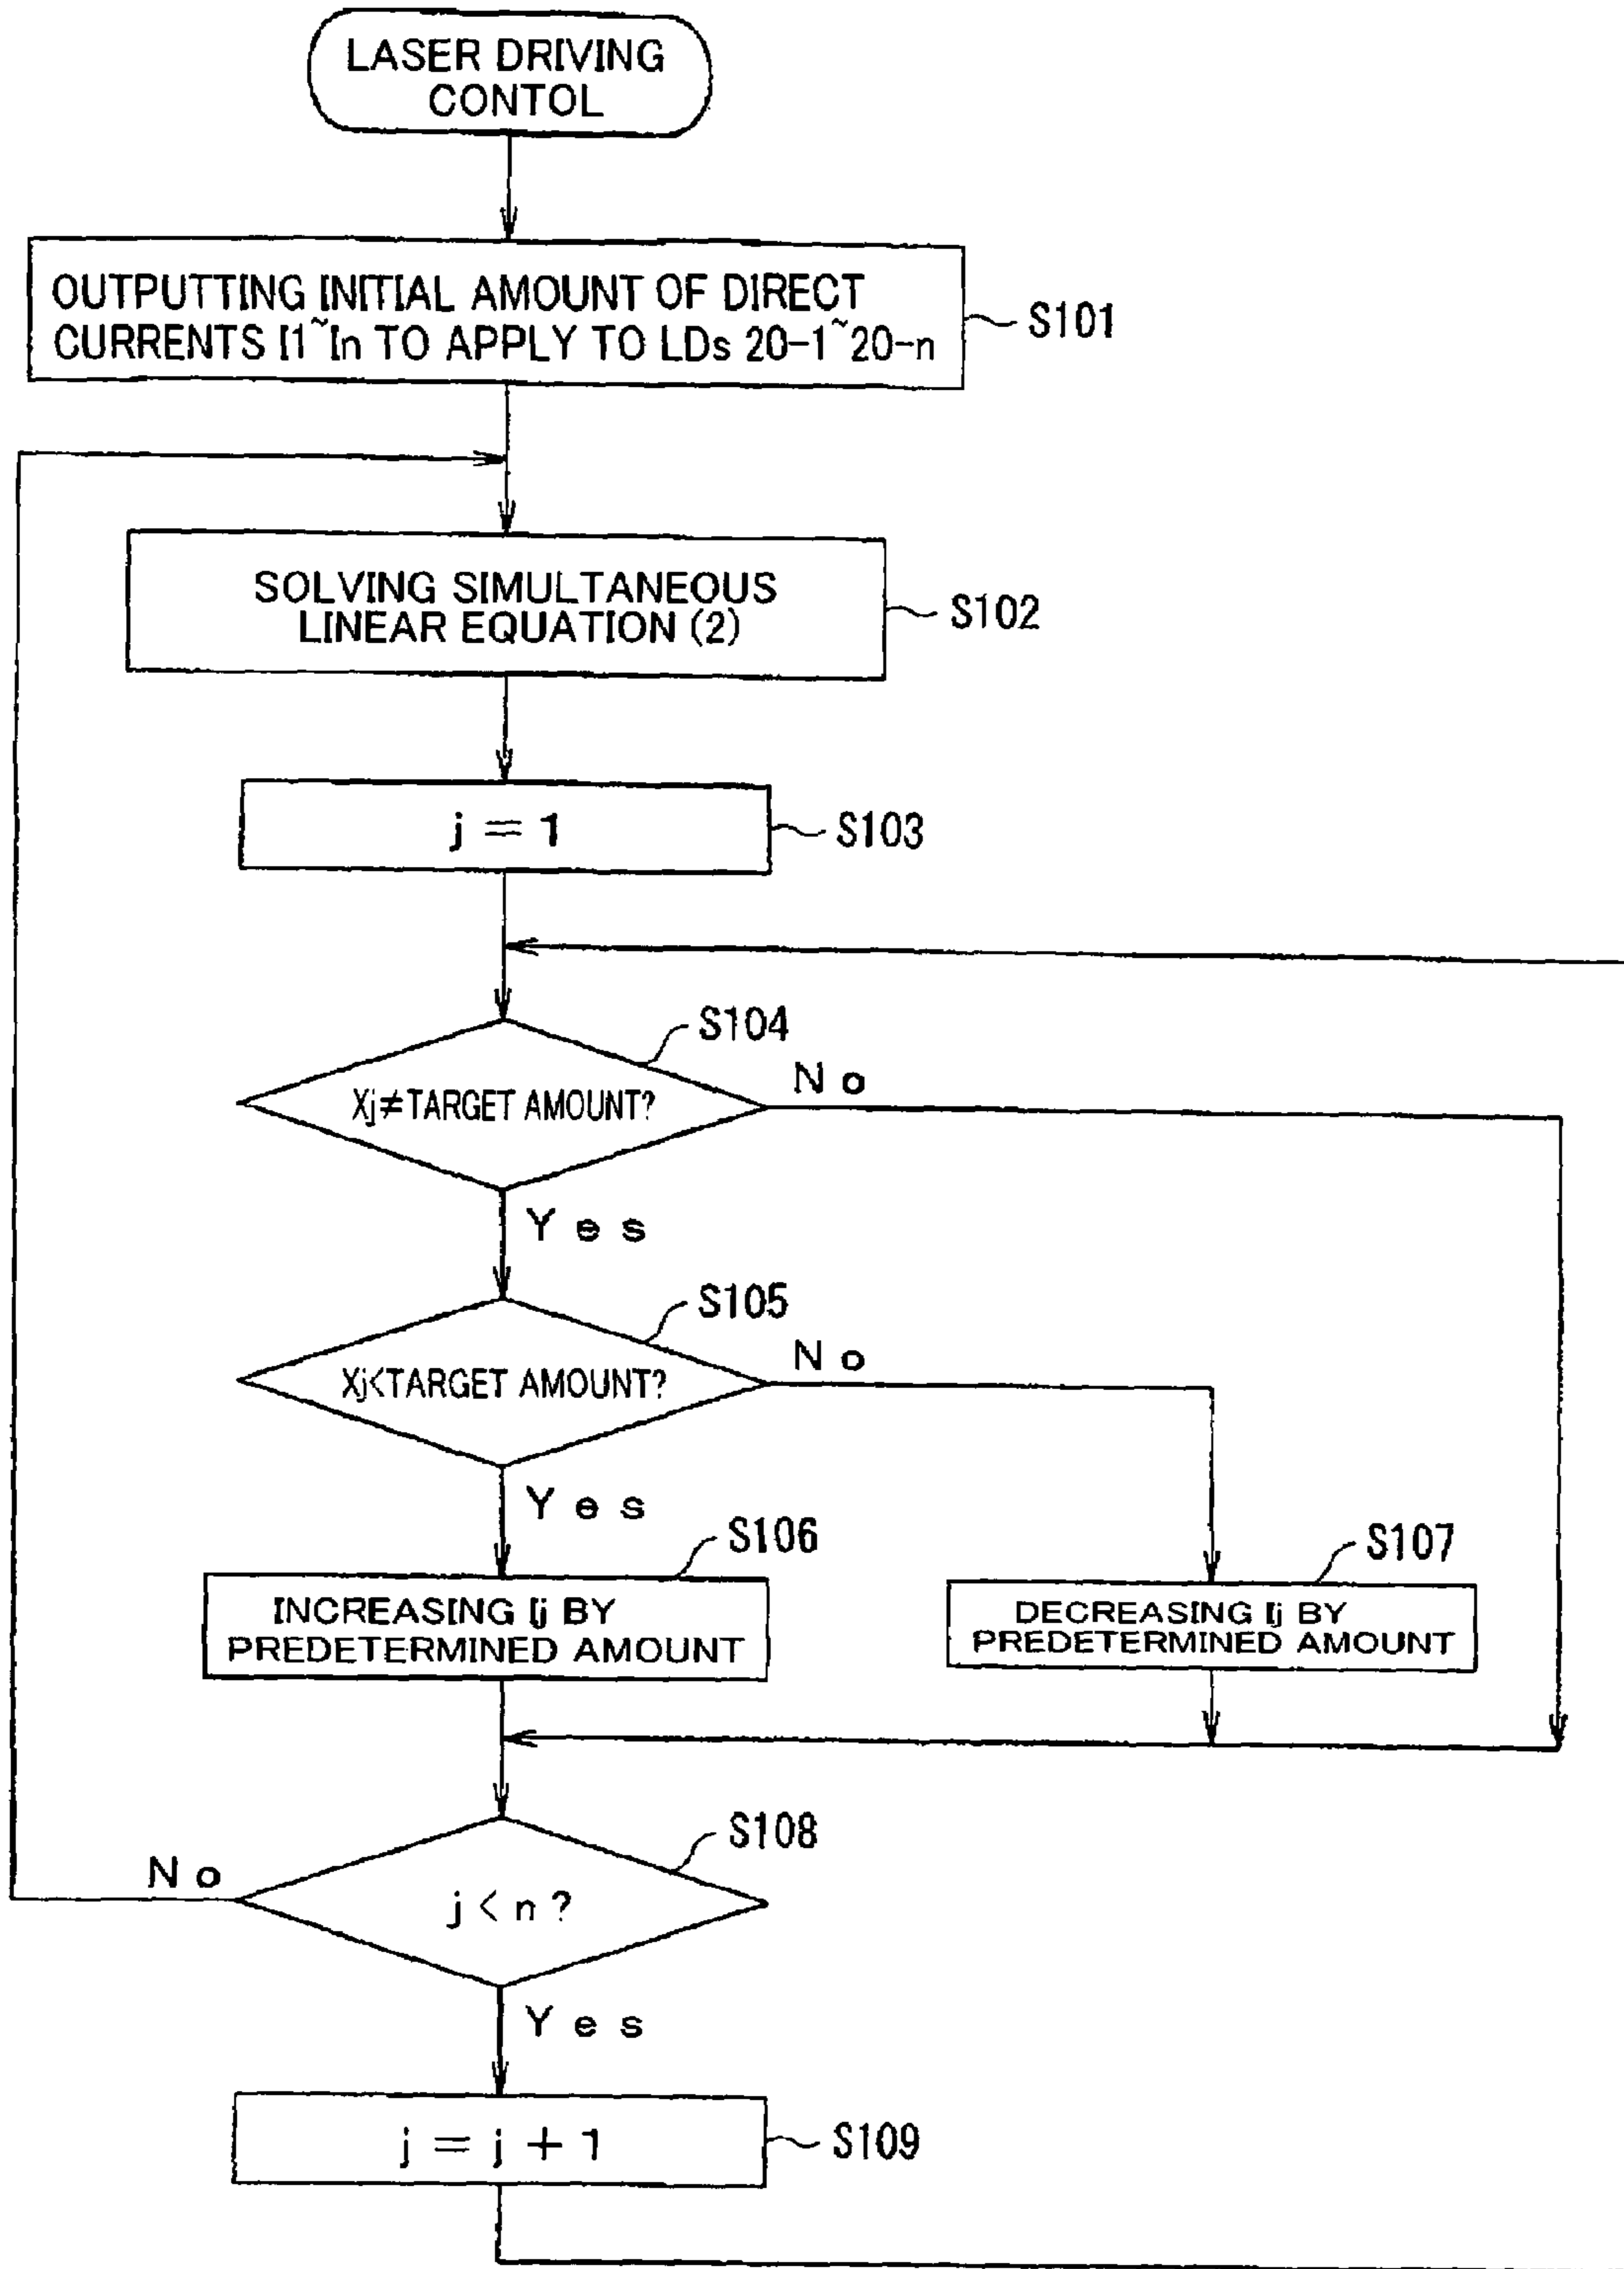 LASER DRIVING
CONTOL
OUTPUTTING INITIAL AMOUNT OF DIRECT
CURRENTS I1~In TO APPLY TO LDs 20-1~20-n
S101
SOLVING SIMULTANEOUS
LINEAR EQUATION (2)
S102
j = 1
S103
S104
Xj≠TARGET AMOUNT?
No
Yes
S105
Xj<TARGET AMOUNT?
No
Yes
S106
INCREASING Ij BY
PREDETERMINED AMOUNT
S107
DECREASING Ij BY
PREDETERMINED AMOUNT
S108
j < n ?
No
Yes
j = j + 1
S109